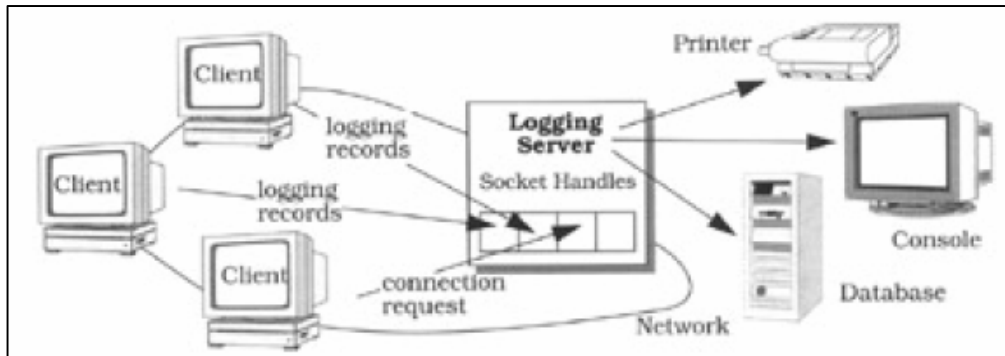 Client
logging
records
Client
logging
records
Client
connection
request
Logging
Server
Socket Handles
Network
Printer
Console
Database